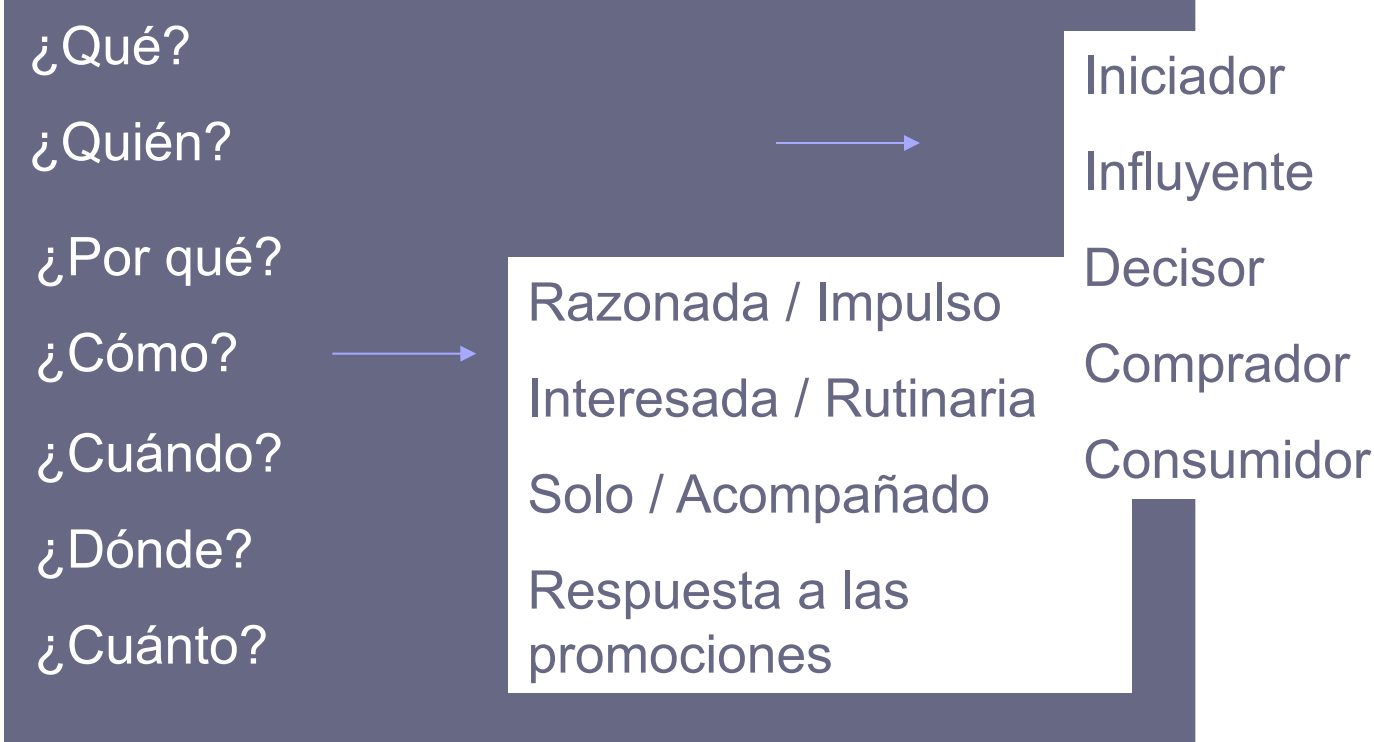 ¿Qué?
¿Quién?
¿Por qué?
¿Cómo?
¿Cuándo?
¿Dónde?
¿Cuánto?
Razonada / Impulso
Interesada / Rutinaria
Solo / Acompañado
Respuesta a las
promociones
Iniciador
Influyente
Decisor
Comprador
Consumidor